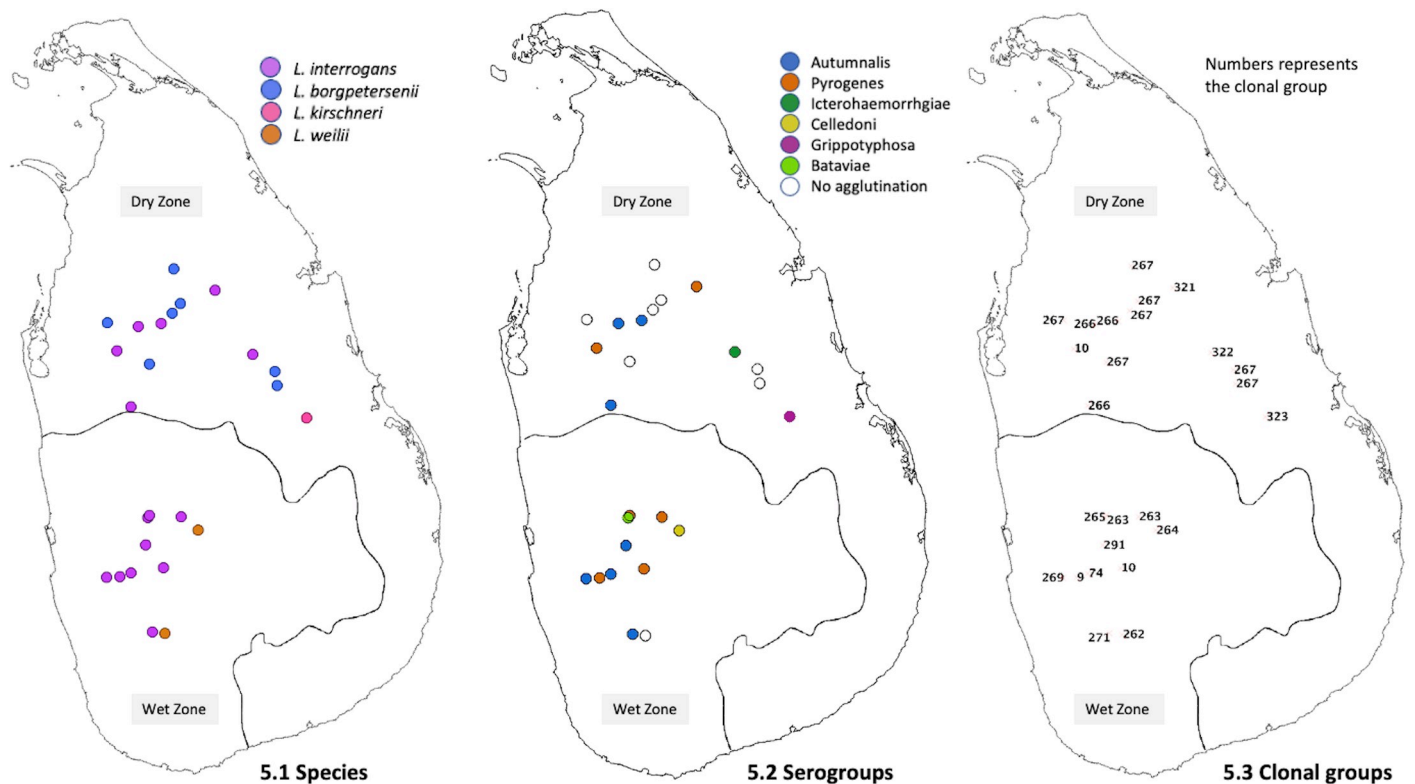 L. interrogans
L. borgpetersenii
L. kirschneri
L. weilii
Dry Zone
Wet Zone
5.1 Species
Autumnalis
Pyrogenes
Icterohaemorrhgiae
Celledoni
Grippotyphosa
Bataviae
No agglutination
Dry Zone
Wet Zone
5.2 Serogroups
Numbers represents
the clonal group
Dry Zone
267
321
267
267
267
266
266
10
322
267
267
267
266
323
265
263
263
264
291
269
9
74
10
271
262
Wet Zone
5.3 Clonal groups